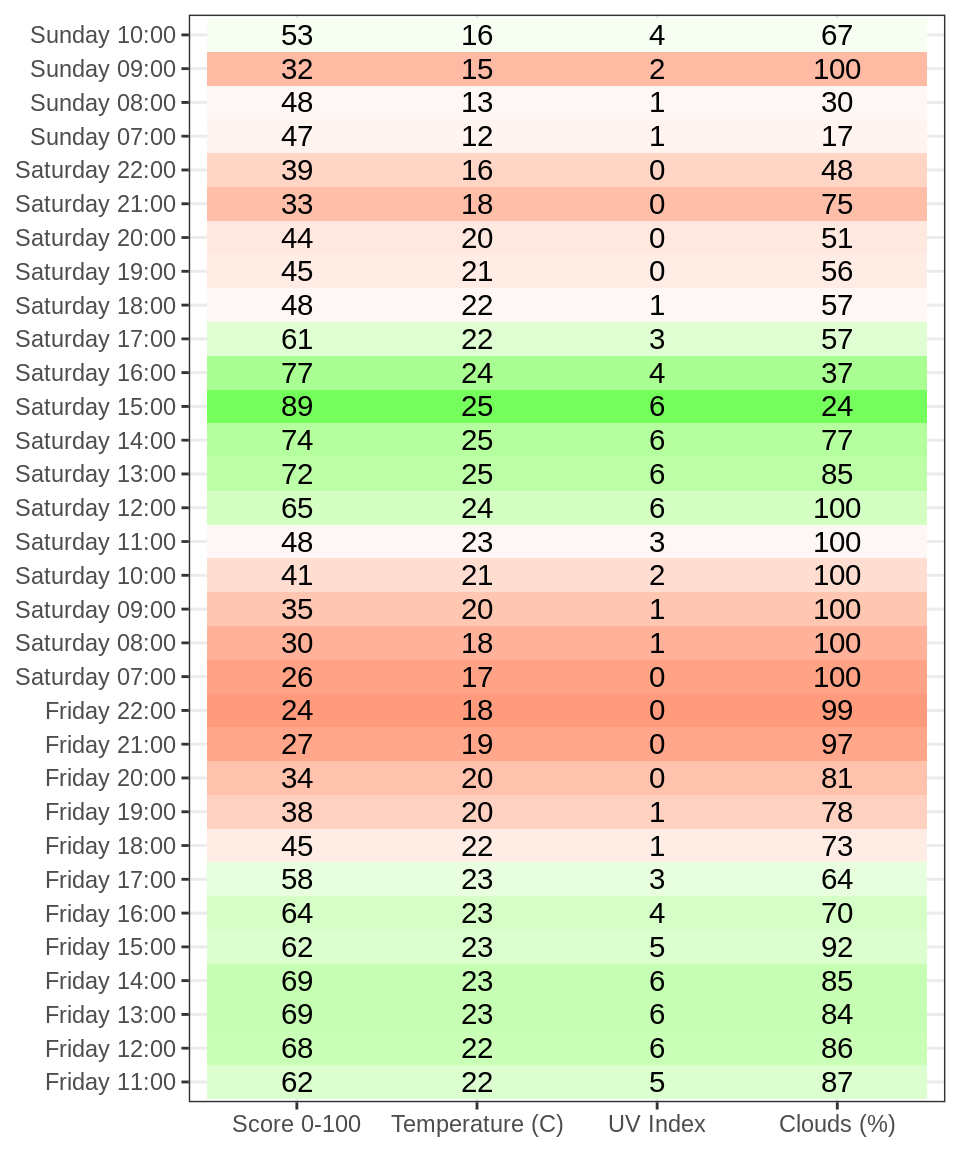 Sunday 10:00 53 16 4 67
Sunday 09:00 32 15 2 100
Sunday 08:00 48 13 1 30
Sunday 07:00 47 12 1 17
Saturday 22:00 39 16 0 48
Saturday 21:00 33 18 0 75
Saturday 20:00 44 20 0 51
Saturday 19:00 45 21 0 56
Saturday 18:00 48 22 1 57
Saturday 17:00 61 22 3 57
Saturday 16:00 77 24 4 37
Saturday 15:00 89 25 6 24
Saturday 14:00 74 25 6 77
Saturday 13:00 72 25 6 85
Saturday 12:00 65 24 6 100
Saturday 11:00 48 23 3 100
Saturday 10:00 41 21 2 100
Saturday 09:00 35 20 1 100
Saturday 08:00 30 18 1 100
Saturday 07:00 26 17 0 100
Friday 22:00 24 18 0 99
Friday 21:00 27 19 0 97
Friday 20:00 34 20 0 81
Friday 19:00 38 20 1 78
Friday 18:00 45 22 1 73
Friday 17:00 58 23 3 64
Friday 16:00 64 23 4 70
Friday 15:00 62 23 5 92
Friday 14:00 69 23 6 85
Friday 13:00 69 23 6 84
Friday 12:00 68 22 6 86
Friday 11:00 62 22 5 87
Score 0-100 Temperature (C) UV Index Clouds (%)